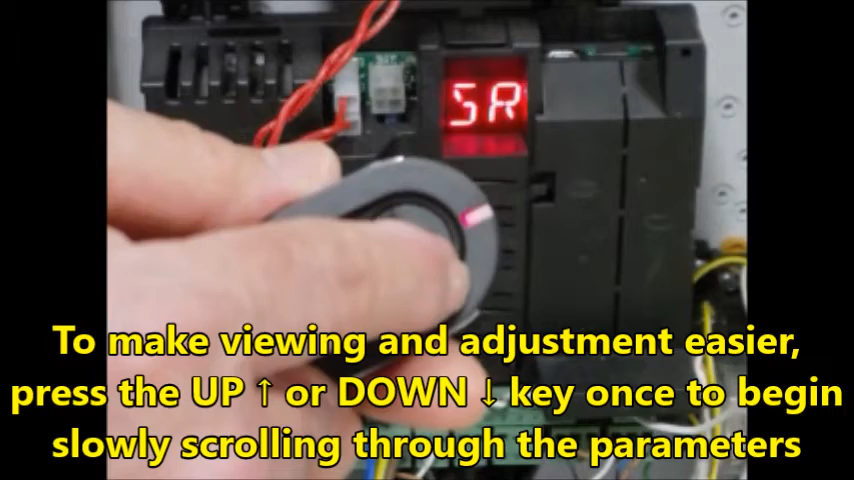 SR
To make viewing and adjustment easier,
press the UP ↑ or DOWN ↓ key once to begin
slowly scrolling through the parameters